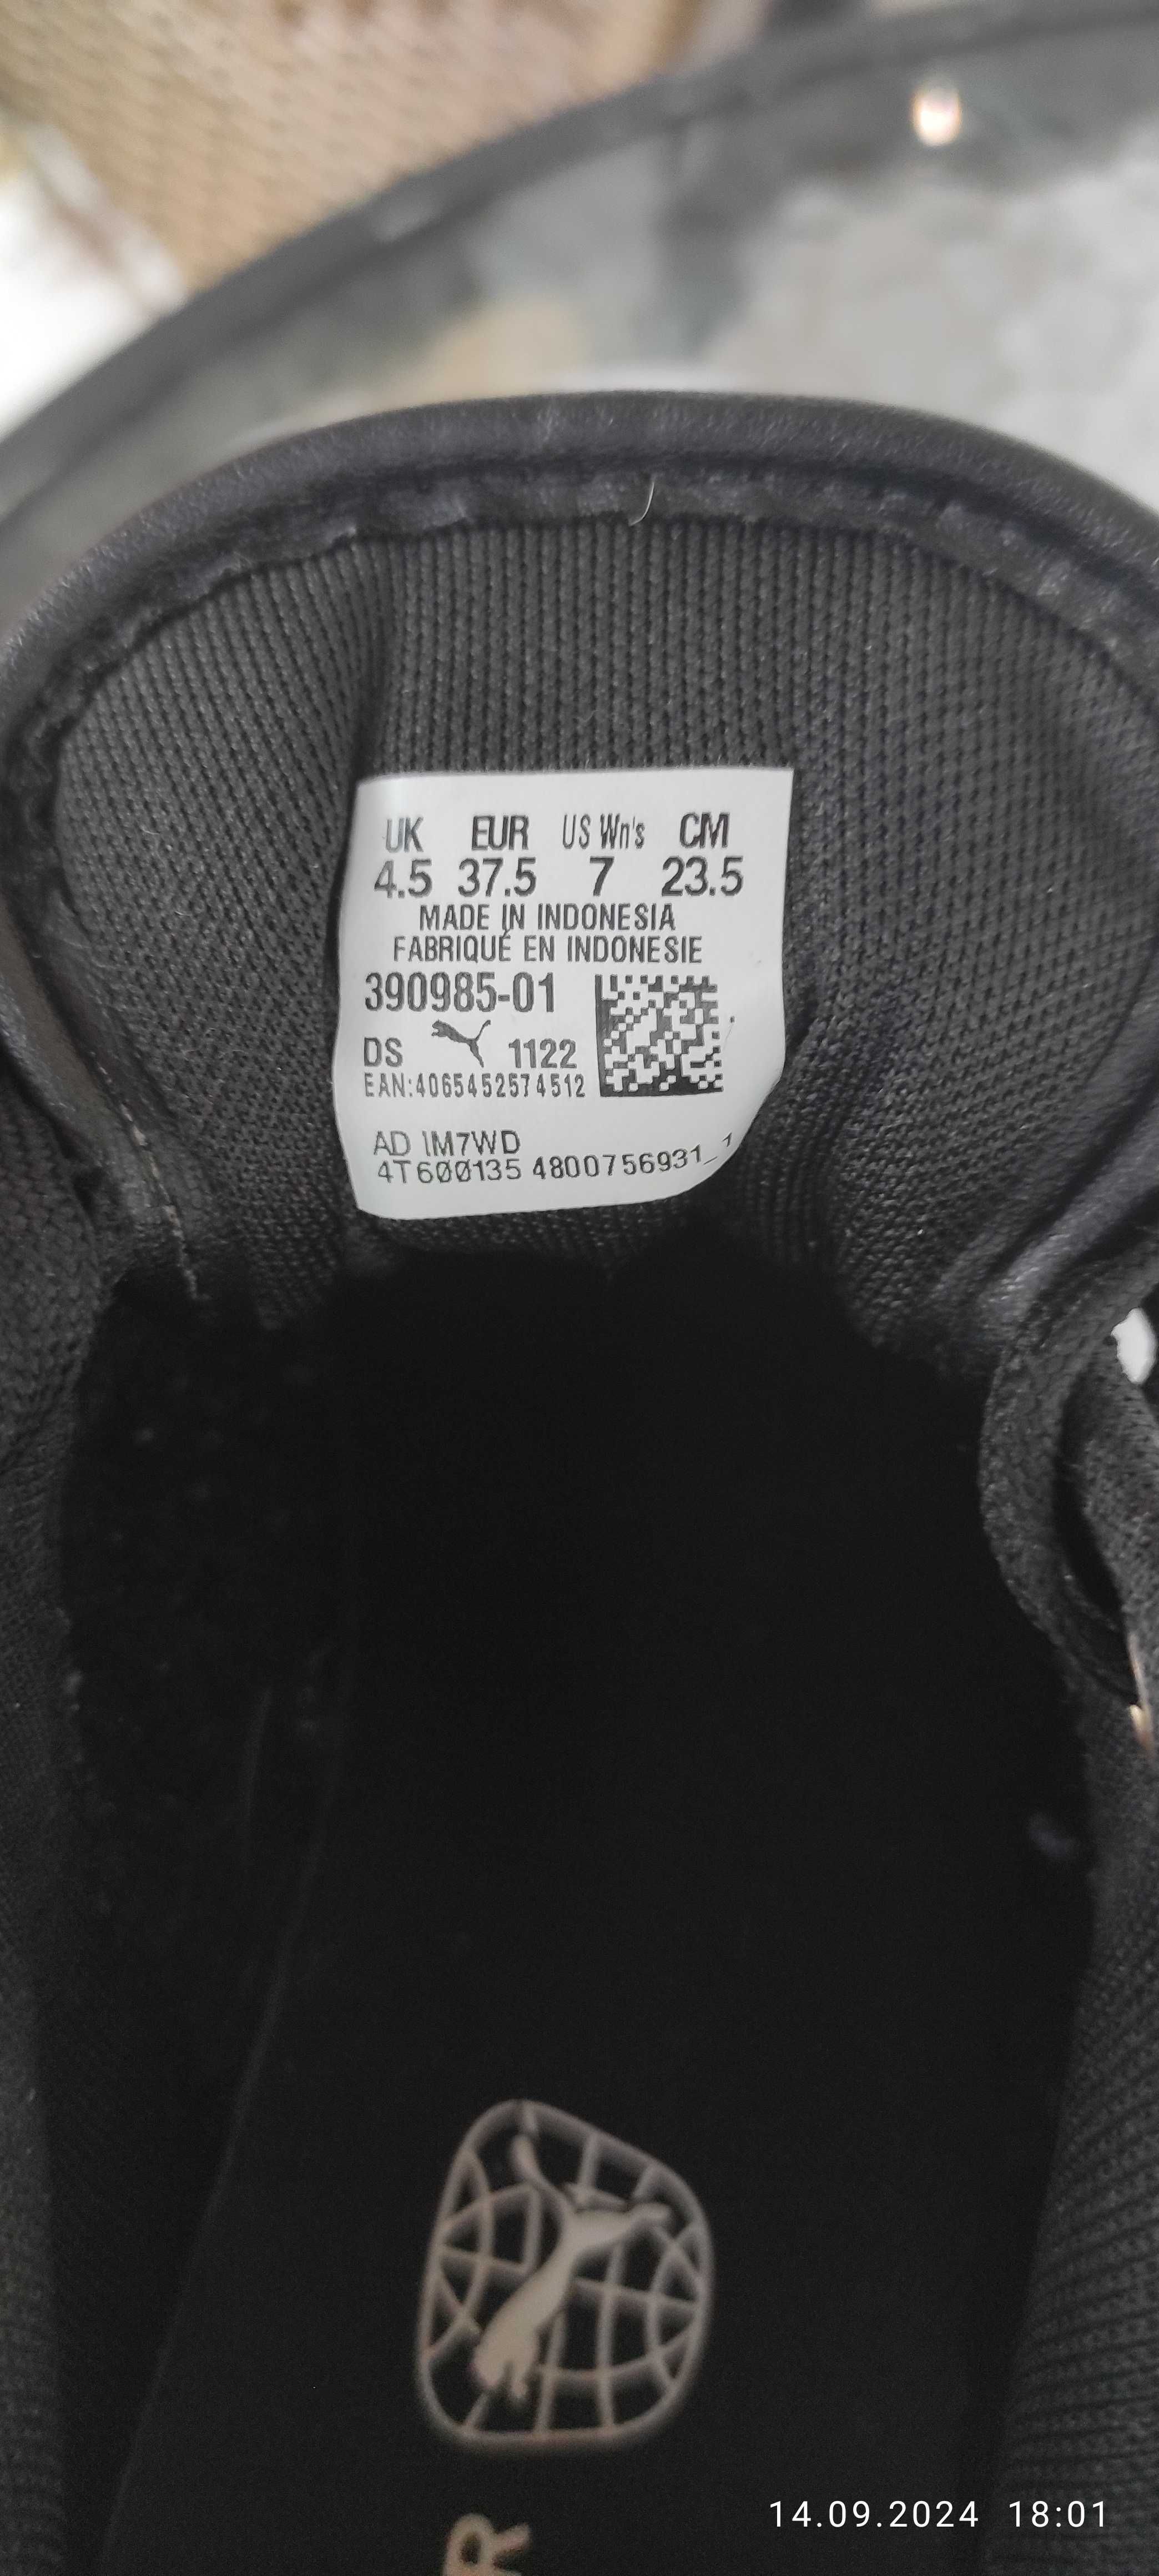 UK EUR US Wn's CM
4.5 37.5 7 23.5
MADE IN INDONESIA
FABRIQUÉ EN INDONESIE
390985-01
DS 1122
EAN:4065452574512
AD 1M7WD
4T600135 4800756931_1
R
14.09.2024 18:01